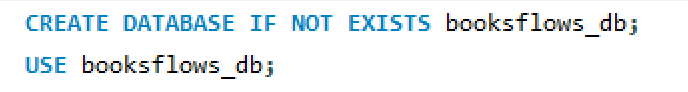 CREATE DATABASE IF NOT EXISTS booksflows_db;
USE booksflows_db;